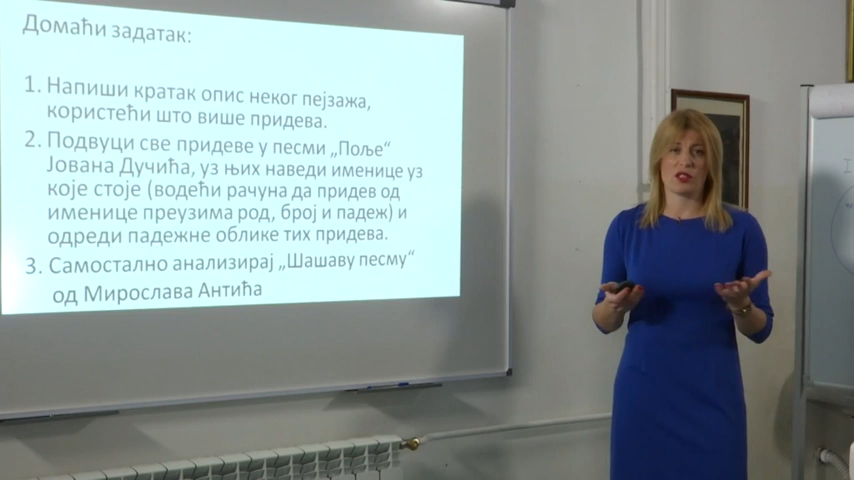 Домаћи задатак:
1. Напиши кратак опис неког пејзажа,
користећи што више придева.
2. Подвуци све придеве у песми „Поље“
Јована Дучића, уз њих наведи именице уз
које стоје (водећи рачуна да придев од
именице преузима род, број и падеж) и
одреди падежне облике тих придева.
3. Самостално анализирај „Шашаву песму“
од Мирослава Антића